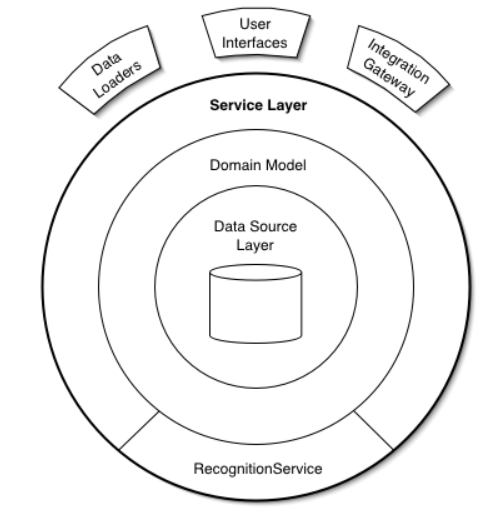 Data
Loaders
User
Interfaces
Integration
Gateway
Service Layer
Domain Model
Data Source
Layer
RecognitionService